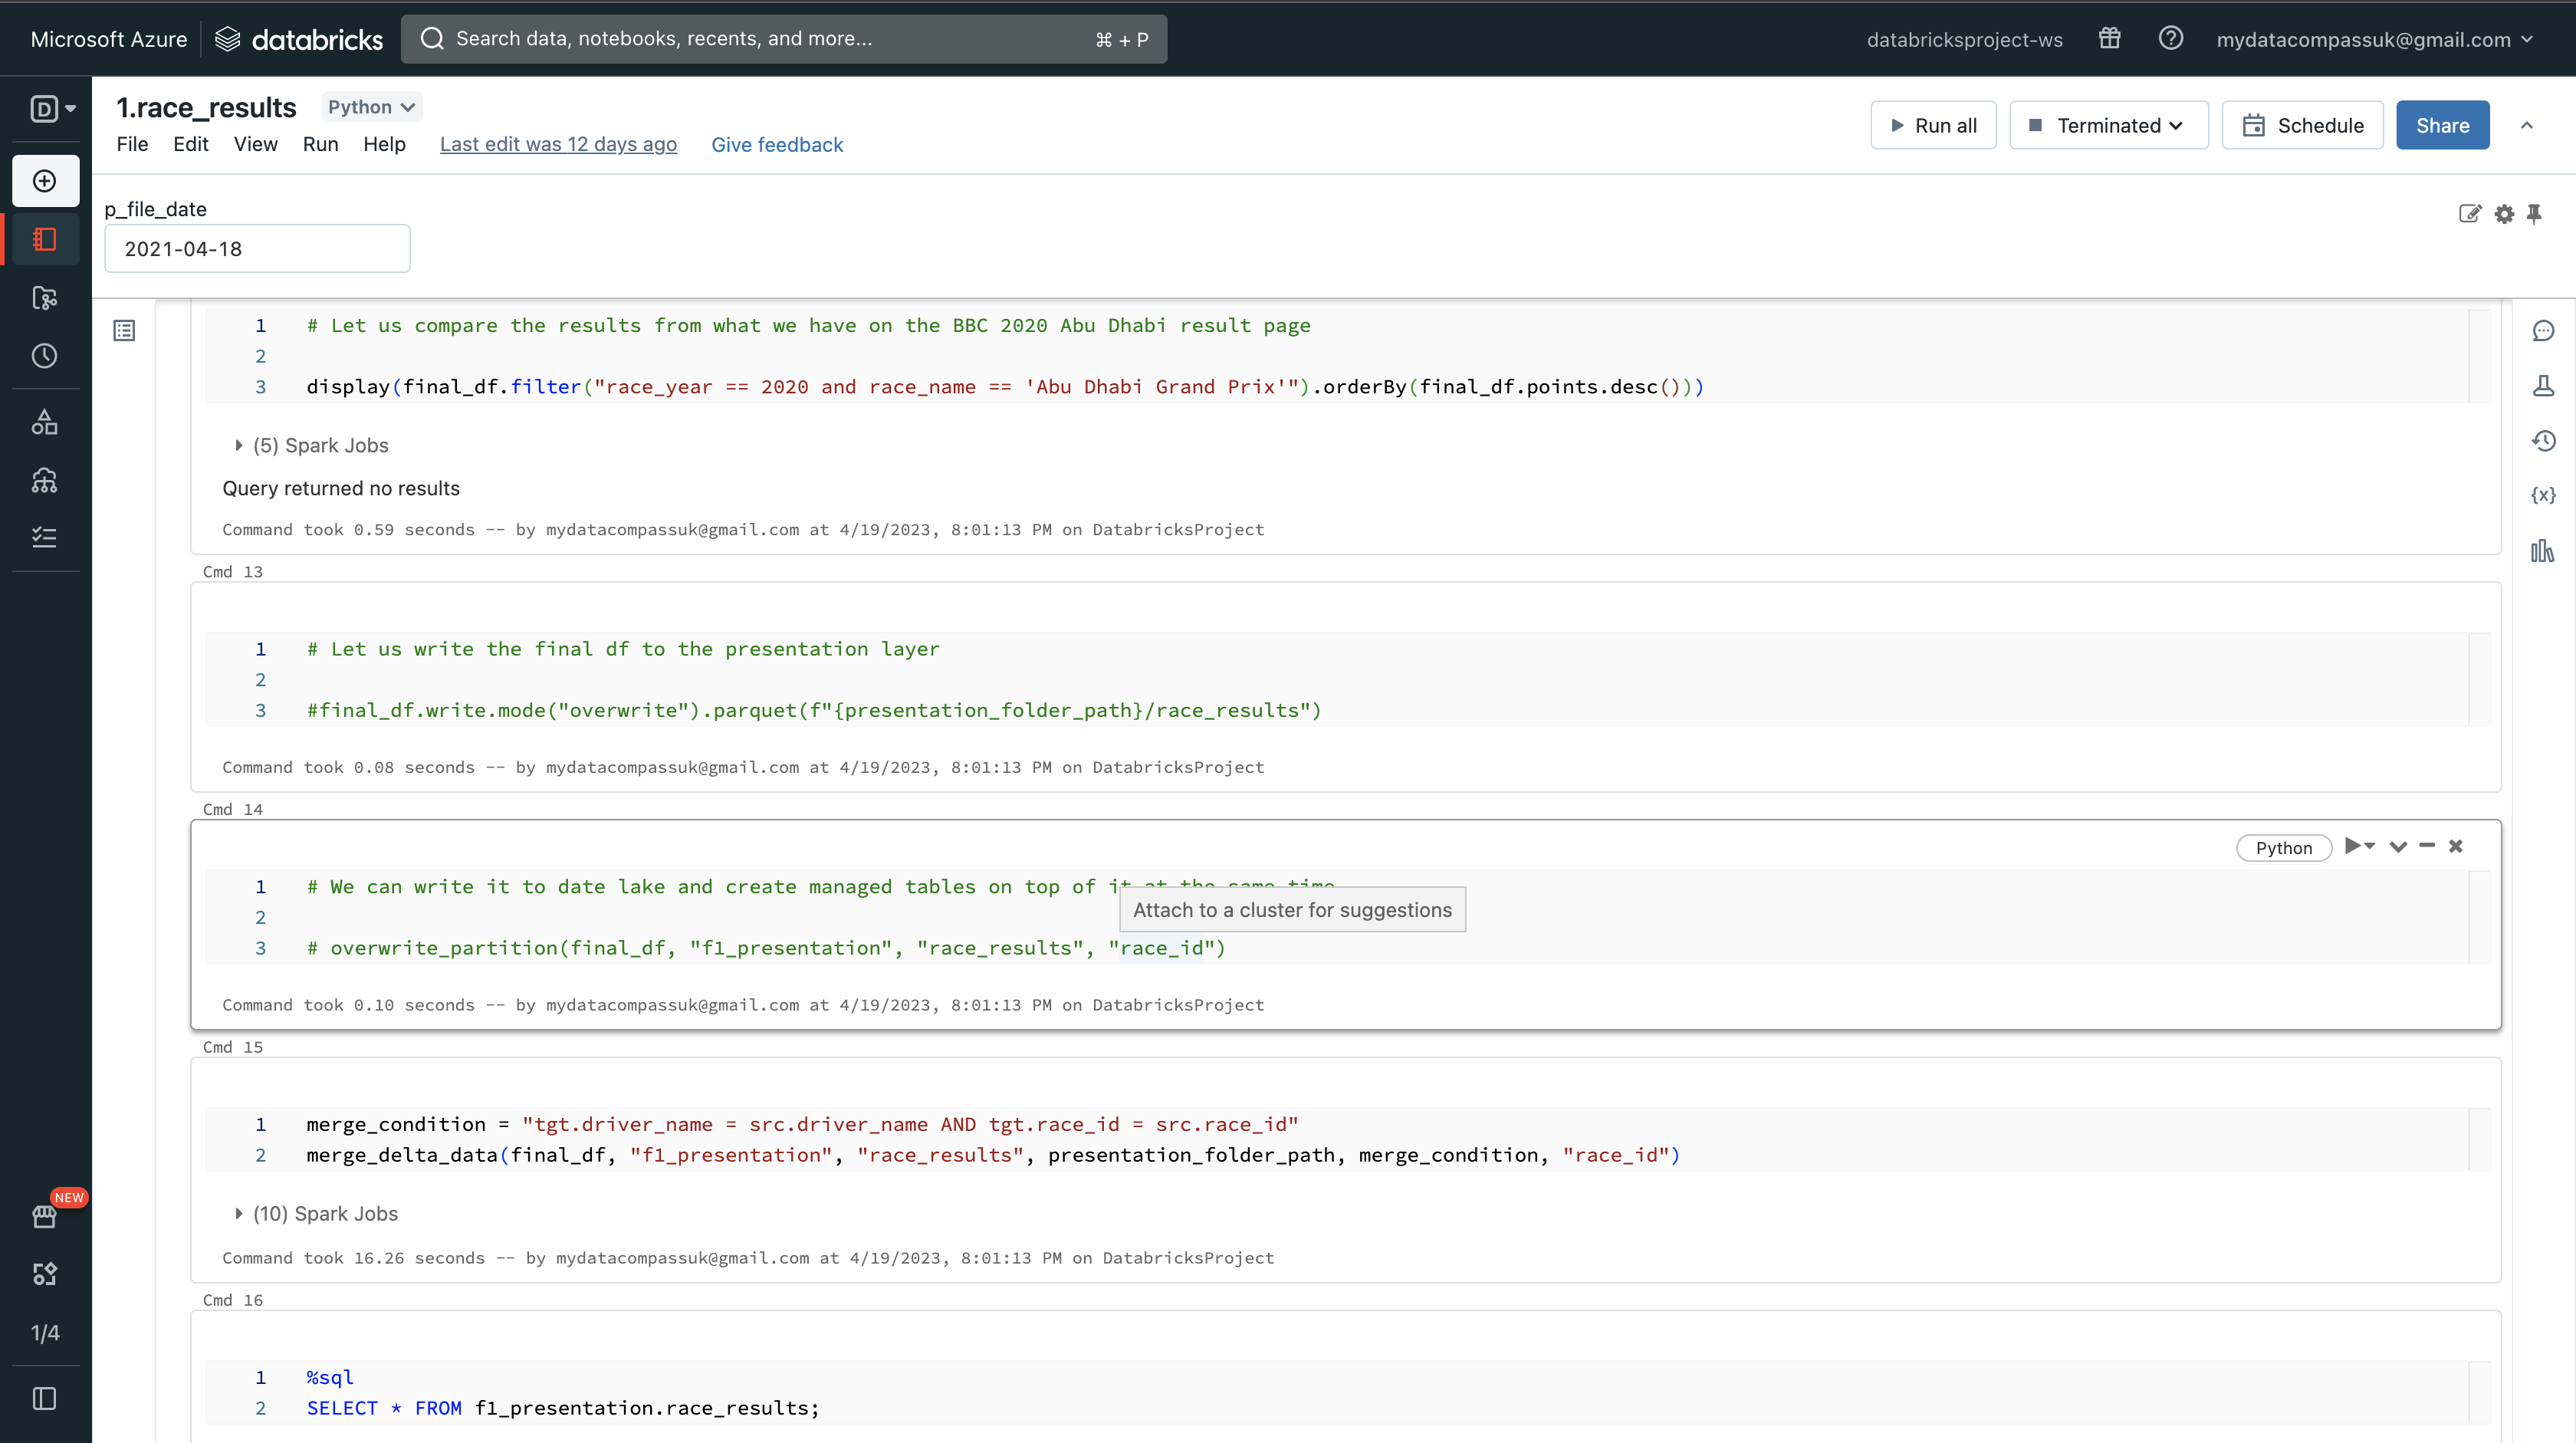 Microsoft Azure databricks Search data, notebooks, recents, and more... ⌘ + P databricksproject-ws mydatacompassuk@gmail.com
D
1.race_results Python
File Edit View Run Help Last edit was 12 days ago Give feedback
Run all Terminated Schedule Share
p_file_date
2021-04-18
1 # Let us compare the results from what we have on the BBC 2020 Abu Dhabi result page
2
3 display(final_df.filter("race_year == 2020 and race_name == 'Abu Dhabi Grand Prix'").orderBy(final_df.points.desc()))
(5) Spark Jobs
Query returned no results
Command took 0.59 seconds -- by mydatacompassuk@gmail.com at 4/19/2023, 8:01:13 PM on DatabricksProject
{x}
Cmd 13
1 # Let us write the final df to the presentation layer
2
3 #final_df.write.mode("overwrite").parquet(f"{presentation_folder_path}/race_results")
Command took 0.08 seconds -- by mydatacompassuk@gmail.com at 4/19/2023, 8:01:13 PM on DatabricksProject
Cmd 14
Python
1 # We can write it to date lake and create managed tables on top of it at the same time
Attach to a cluster for suggestions
2
3 # overwrite_partition(final_df, "f1_presentation", "race_results", "race_id")
Command took 0.10 seconds -- by mydatacompassuk@gmail.com at 4/19/2023, 8:01:13 PM on DatabricksProject
Cmd 15
1 merge_condition = "tgt.driver_name = src.driver_name AND tgt.race_id = src.race_id"
2 merge_delta_data(final_df, "f1_presentation", "race_results", presentation_folder_path, merge_condition, "race_id")
(10) Spark Jobs
Command took 16.26 seconds -- by mydatacompassuk@gmail.com at 4/19/2023, 8:01:13 PM on DatabricksProject
Cmd 16
1 %sql
2 SELECT * FROM f1_presentation.race_results;
NEW
1/4